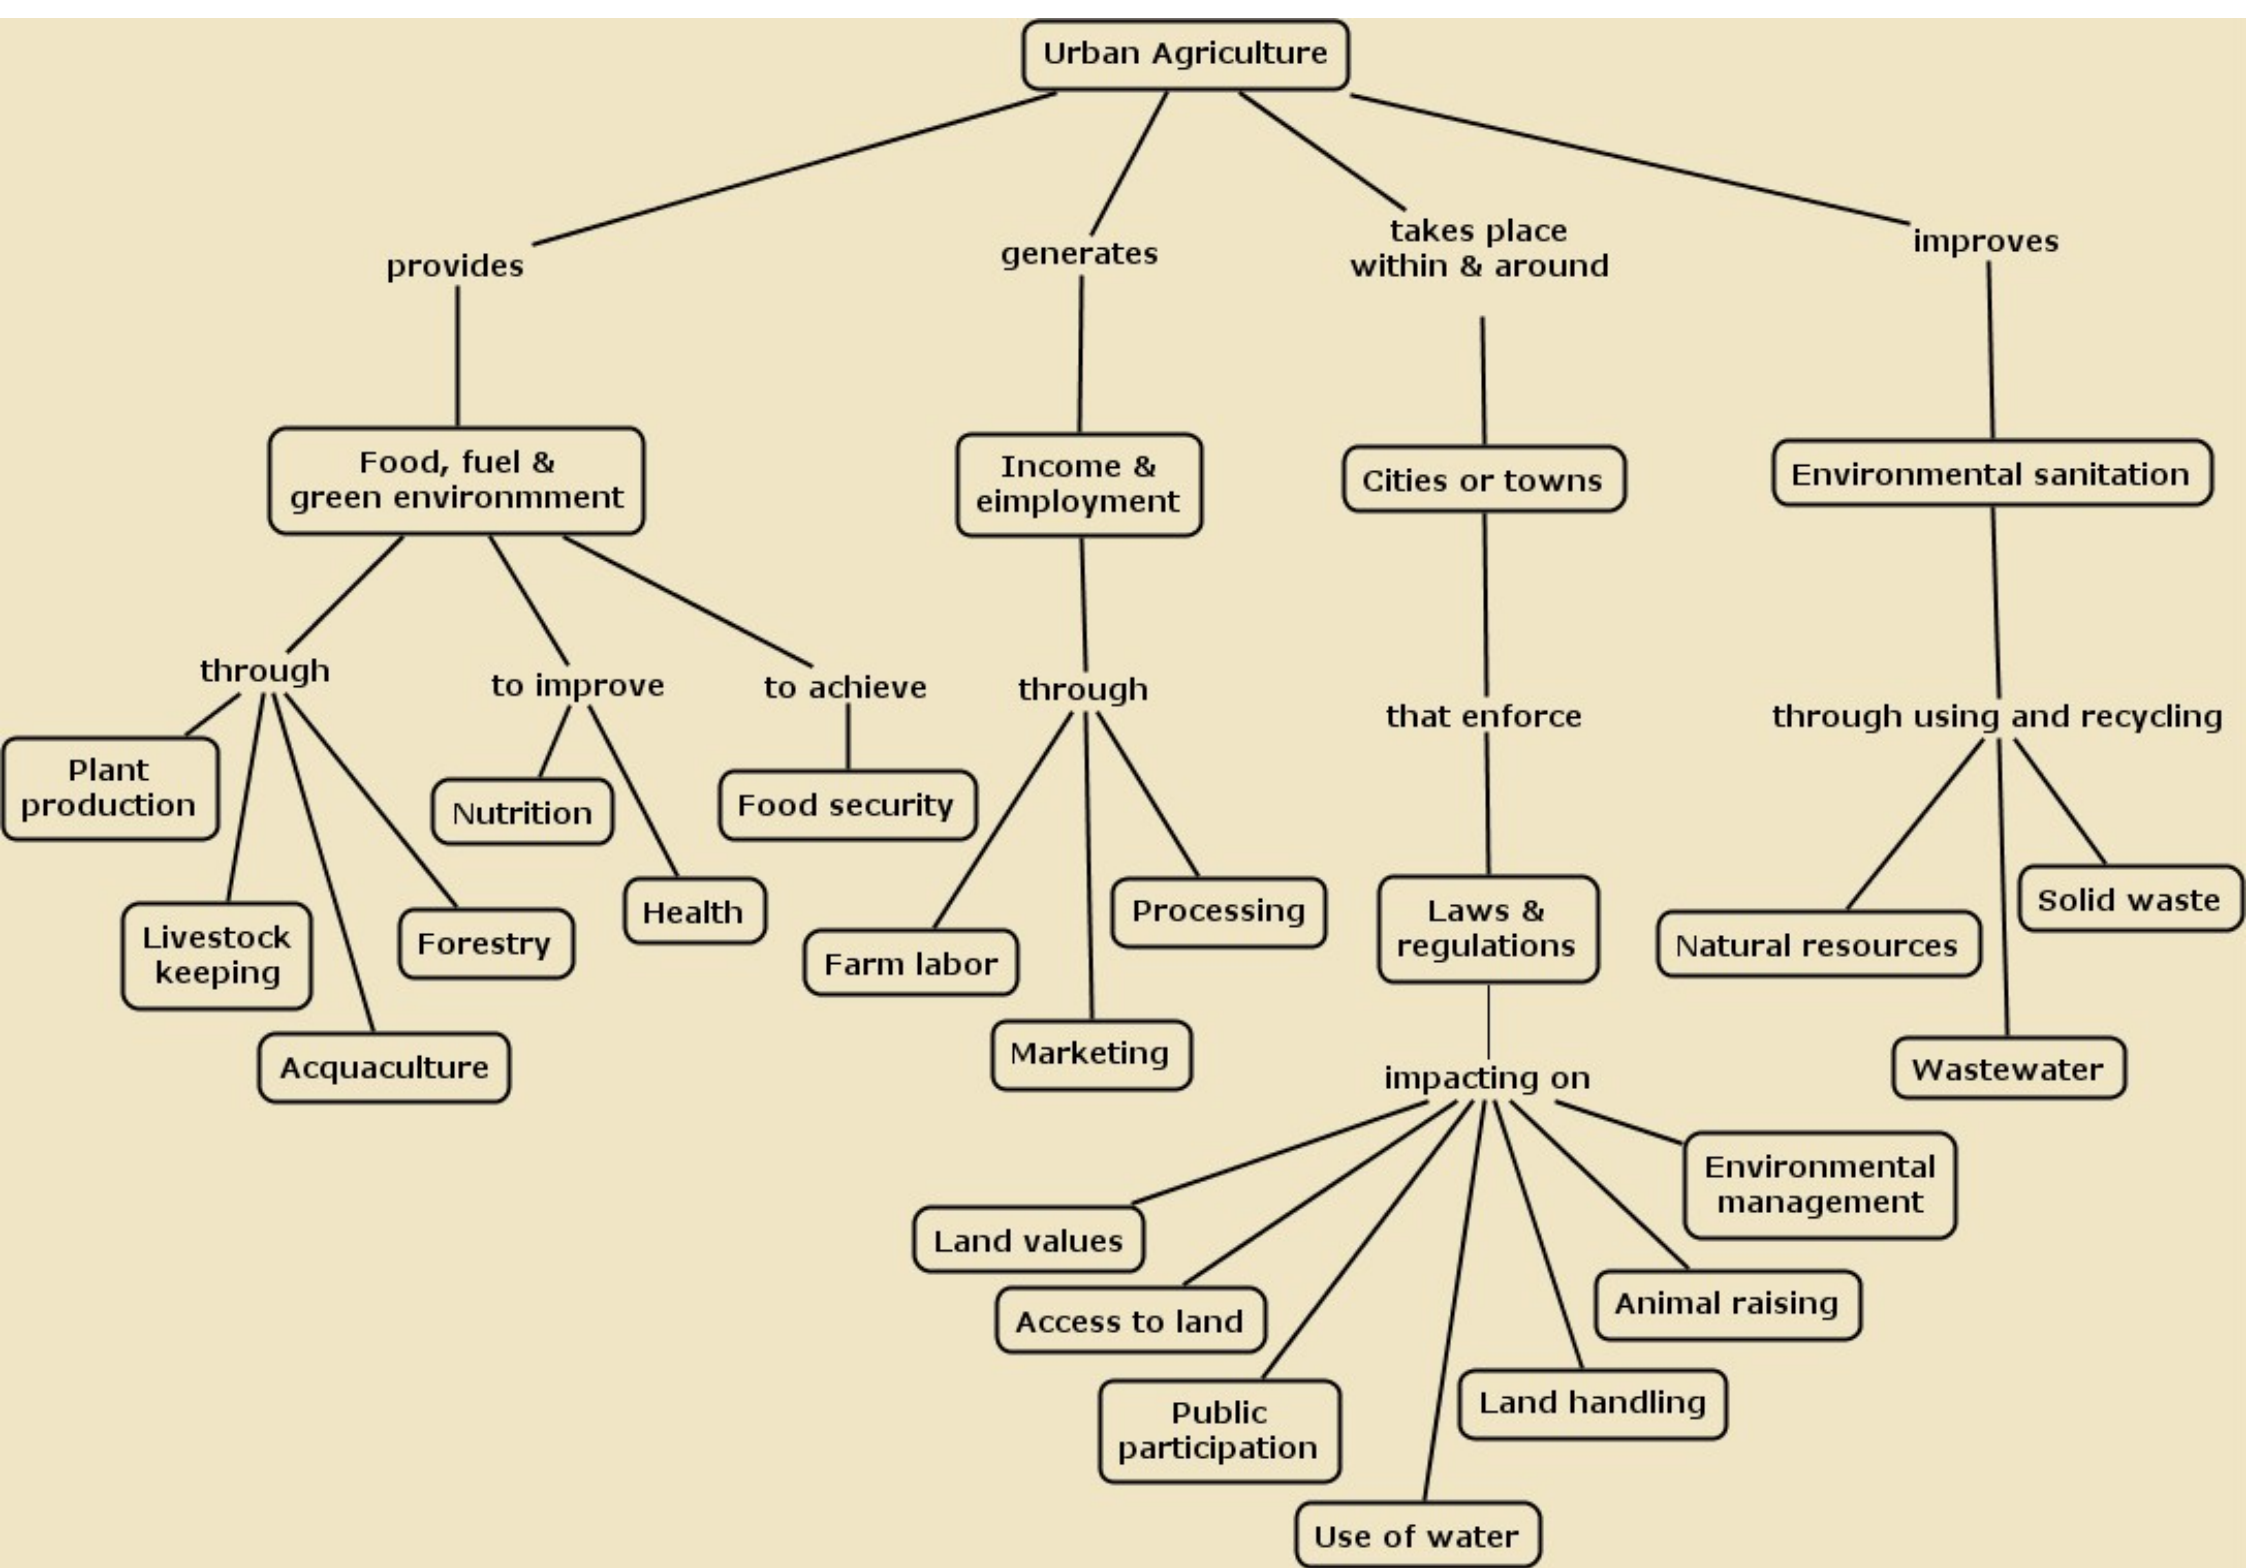 Urban Agriculture
provides
generates
takes place
within & around
improves
Food, fuel &
green environmment
Income &
eimployment
Cities or towns
Environmental sanitation
through
to improve
to achieve
through
that enforce
through using and recycling
Plant
production
Nutrition
Food security
Livestock
keeping
Forestry
Health
Acquaculture
Farm labor
Processing
Marketing
Laws &
regulations
Natural resources
Solid waste
Wastewater
impacting on
Land values
Access to land
Public
participation
Use of water
Land handling
Animal raising
Environmental
management